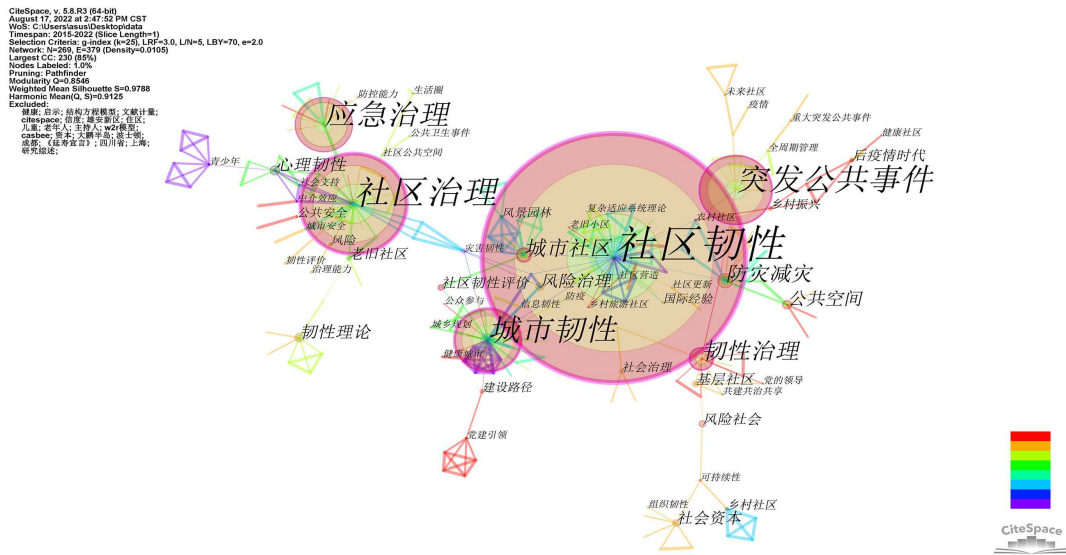 CiteSpace, v. 5.8.R3 (64-bit)
August 17, 2022 at 2:47:52 PM CST
WoS: C:\Users\asus\Desktop\data
Timespan: 2015-2022 (Slice Length=1)
Selection Criteria: g-index (k=25), LRF=3.0, L/N=5, LBY=70, e=2.0
Network: N=269, E=379 (Density=0.0105)
Largest CC: 230 (85%)
Nodes Labeled: 1.0%
Pruning: Pathfinder
Modularity Q=0.8546
Weighted Mean Silhouette S=0.9788
Harmonic Mean(Q, S)=0.9125
Excluded:
健康; 启示; 结构方程模型; 文献计量;
citespace; 信度; 雄安新区; 住区;
儿童; 老年人; 主持人; w2r模型;
casbee; 资本; 大鹏半岛; 波士顿;
成都; 《延寿宣言》; 四川省; 上海;
研究综述;
防控能力
生活圈
未来社区
疫情
应急治理
重大突发公共事件
公共卫生事件
健康社区
社区公共空间
全周期管理
后疫情时代
青少年
心理韧性
突发公共事件
社会支持
社区治理
中介效应
乡村振兴
公共安全
风景园林
复杂适应系统理论
农村社区
城市安全
老旧小区
风险
灾害韧性
城市社区
社区韧性
老旧社区
韧性评价
治理能力
社区营造
防灾减灾
社区韧性评价
风险治理
社区更新
公众参与
信息韧性
防疫
乡村旅游社区
国际经验
公共空间
韧性理论
城乡规划
城市韧性
健康城市
韧性治理
社会治理
基层社区
党的领导
建设路径
共建共治共享
风险社会
党建引领
可持续性
组织韧性
乡村社区
社会资本
CiteSpace